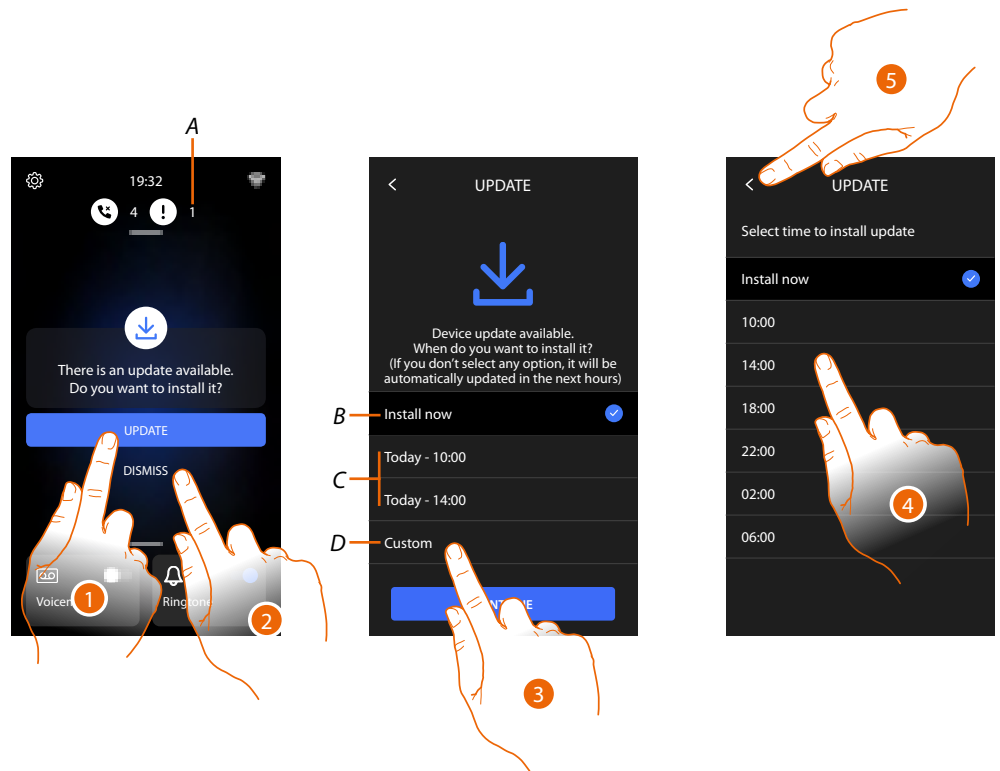 A
19:32
4
1
There is an update available.
Do you want to install it?
UPDATE
DISMISS
Ringtone
1
2
UPDATE
Device update available.
When do you want to install it?
(If you don't select any option, it will be
automatically updated in the next hours)
B
Install now
C
Today - 10:00
Today - 14:00
D
Custom
3
5
UPDATE
Select time to install update
Install now
10:00
14:00
18:00
22:00
02:00
06:00
4